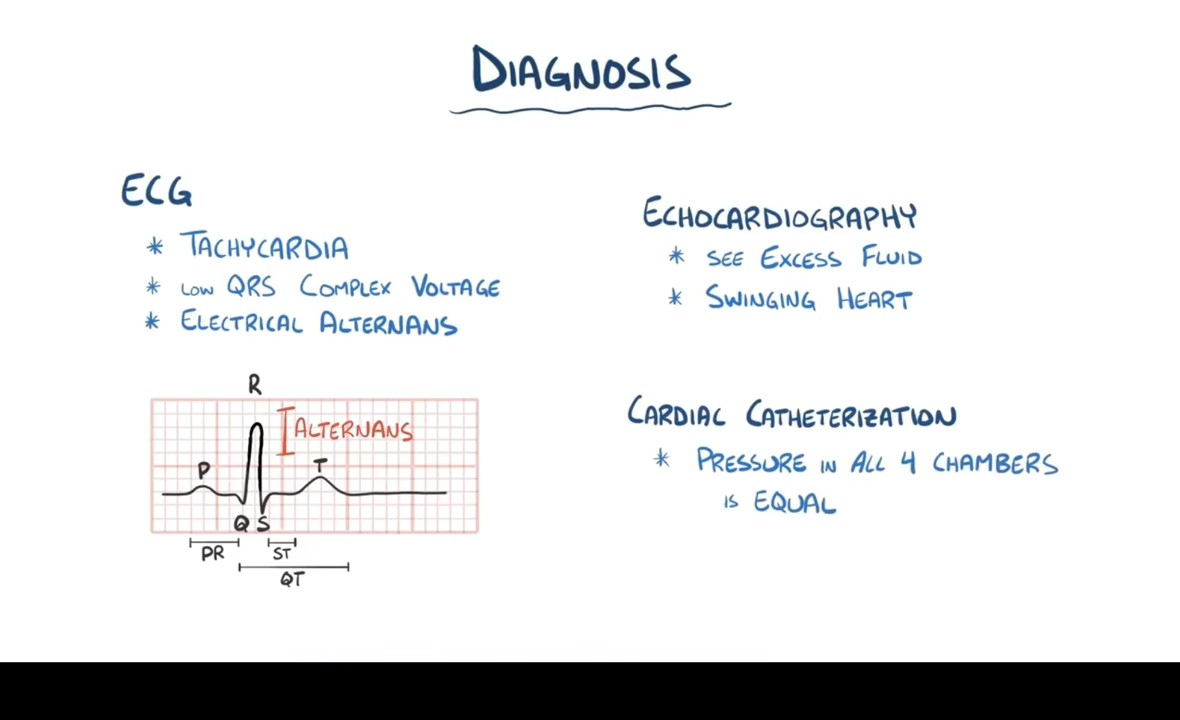 DIAGNOSIS
ECG
* TACHYCARDIA
* LOW QRS COMPLEX VOLTAGE
* ELECTRICAL ALTERNANS
R
ALTERNANS
P
T
Q S
PR
ST
QT
ECHOCARDIOGRAPHY
* SEE EXCESS FLUID
* SWINGING HEART
CARDIAC CATHETERIZATION
* PRESSURE IN ALL 4 CHAMBERS
IS EQUAL